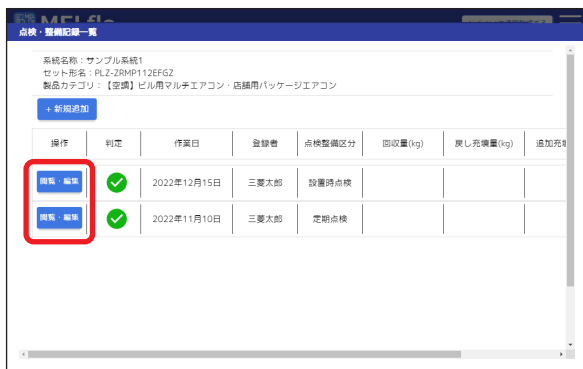 MELflo
点検・整備記録一覧
系統名称：サンプル系統1
セット形名：PLZ-ZRMP112EFGZ
製品カテゴリ：【空調】ビル用マルチエアコン・店舗用パッケージエアコン
+ 新規追加
操作 判定 作業日 登録者 点検整備区分 回収量(kg) 戻し充填量(kg) 追加充填
閲覧・編集 2022年12月15日 三菱太郎 設置時点検
閲覧・編集 2022年11月10日 三菱太郎 定期点検